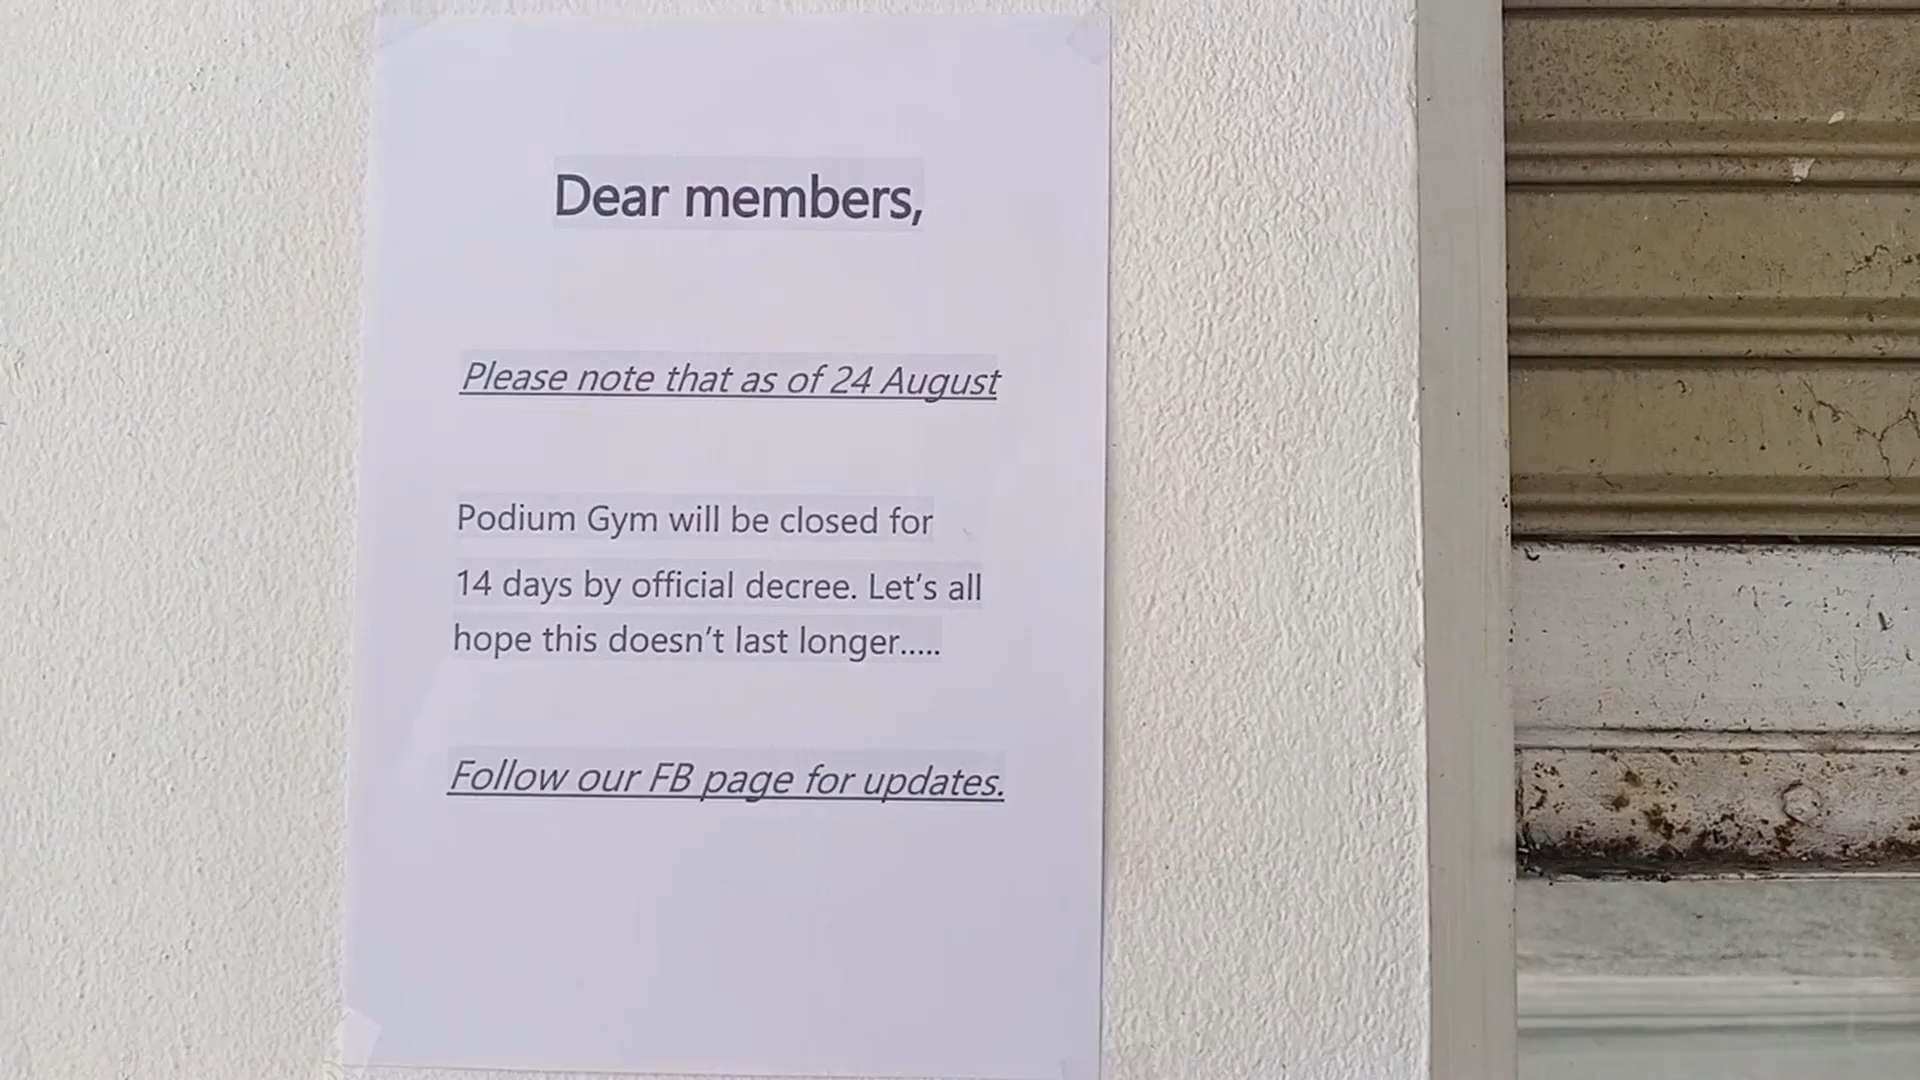 Dear members,
Please note that as of 24 August
Podium Gym will be closed for
14 days by official decree. Let’s all
hope this doesn’t last longer.....
Follow our FB page for updates.